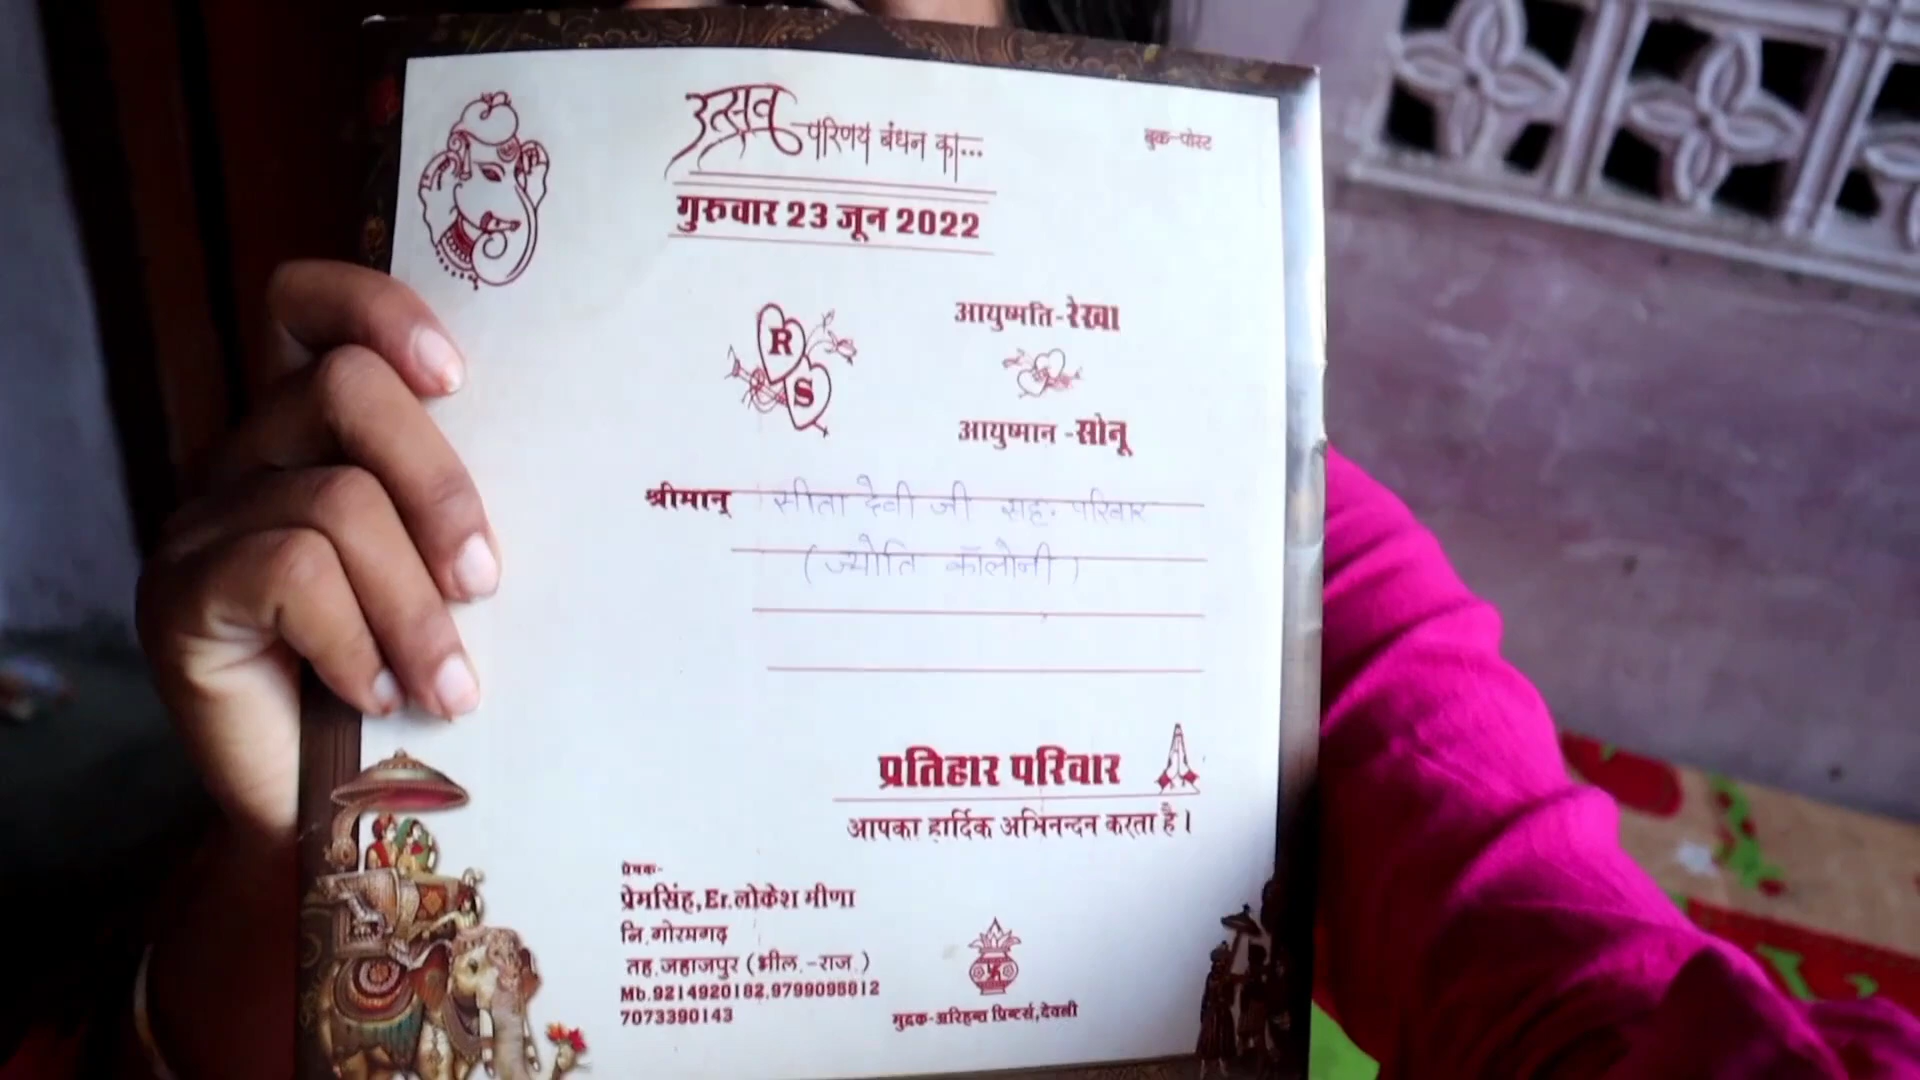 उत्सव परिणय बंधन का...
बुक-पोस्ट
गुरुवार 23 जून 2022
R
S
आयुष्मति-रेखा
आयुष्मान -सोनू
श्रीमान् सीता देवी जी सह. परिवार
(ज्योति कॉलोनी)
प्रतिहार परिवार
आपका हार्दिक अभिनन्दन करता है।
प्रेषक-
प्रेमसिंह, Er.लोकेश मीणा
नि.गोरमगढ़
तह.जहाजपुर (भील.-राज.)
Mb.9214920182,9799095812
7073390143
मुद्रक-अरिहन्त प्रिन्टर्स,देवली